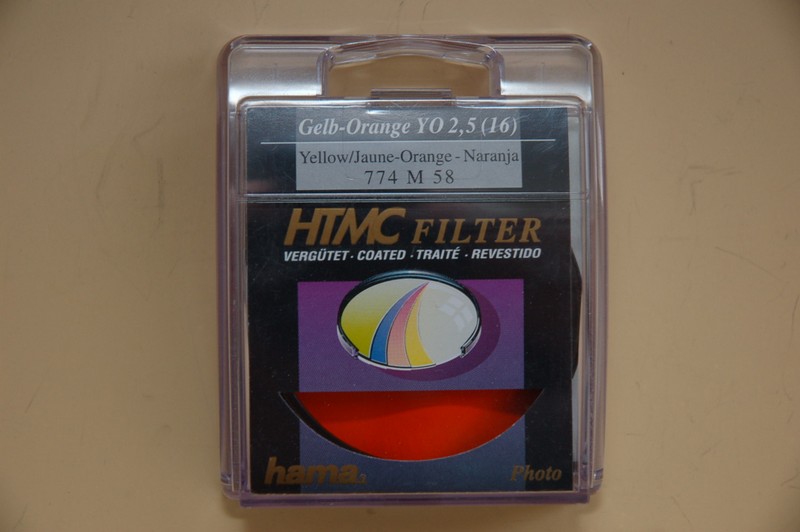 Gelb-Orange YO 2,5 (16)
Yellow/Jaune-Orange - Naranja
774 M 58
HTMC FILTER
VERGÜTET · COATED · TRAITÉ · REVESTIDO
hama
Photo